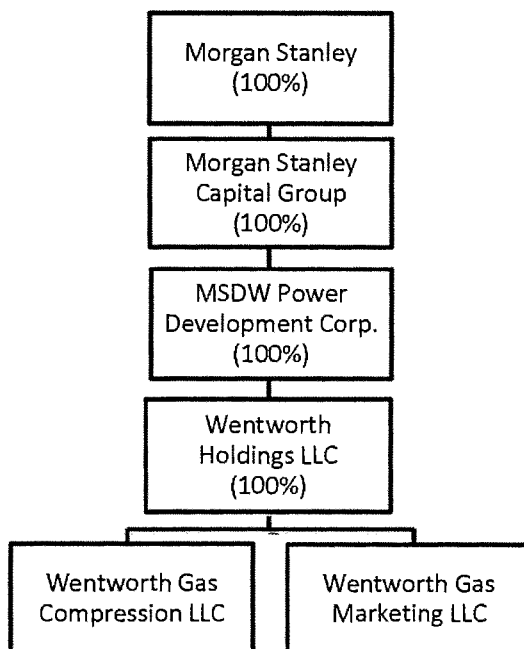 Morgan Stanley
(100%)
Morgan Stanley
Capital Group
(100%)
MSDW Power
Development Corp.
(100%)
Wentworth
Holdings LLC
(100%)
Wentworth Gas
Compression LLC
Wentworth Gas
Marketing LLC